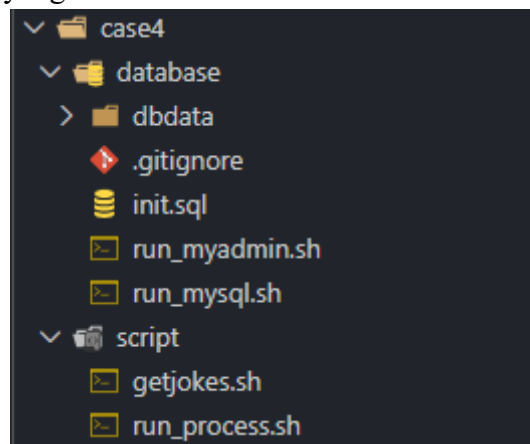 case4
database
dbdata
.gitignore
init.sql
run_myadmin.sh
run_mysql.sh
script
getjokes.sh
run_process.sh